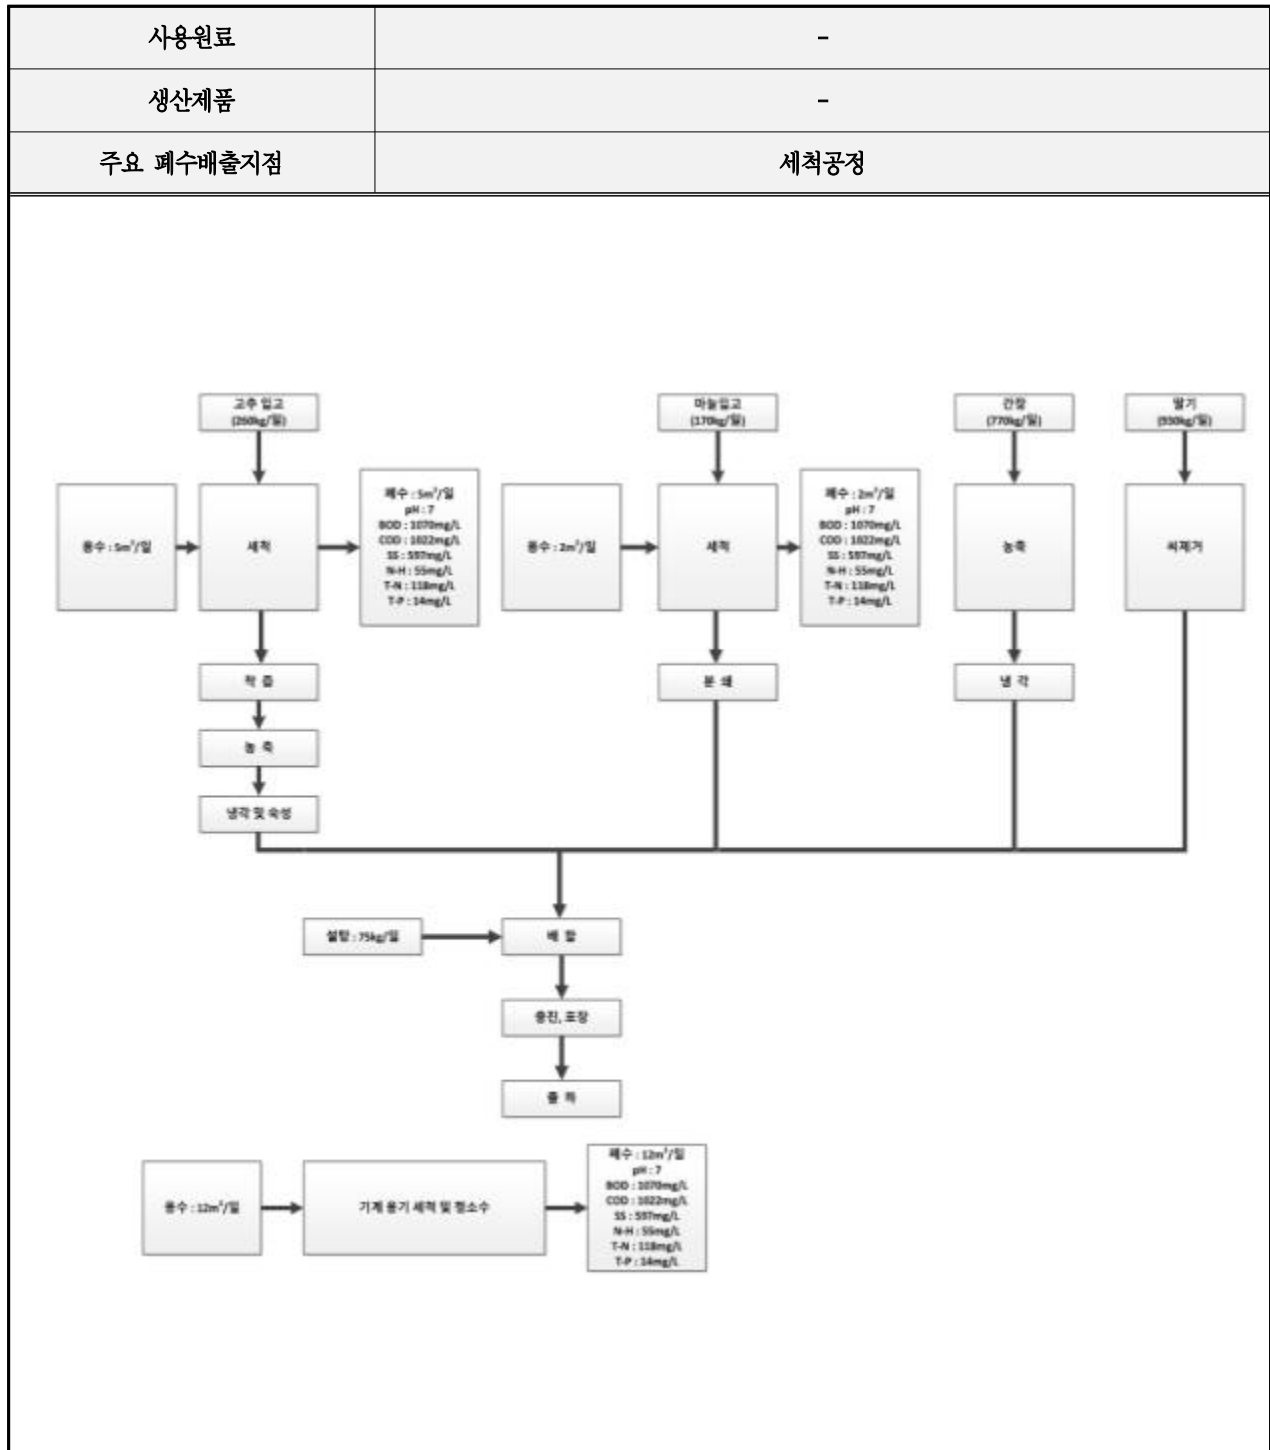 사용원료 -
생산제품 -
주요 폐수배출지점 세척공정
고추 입고
(260kg/일)
마늘입고
(170kg/일)
간장
(770kg/일)
딸기
(930kg/일)
용수 : 5m³/일
세척
폐수 : 5m³/일
pH : 7
BOD : 1070mg/L
COD : 1022mg/L
SS : 597mg/L
N-H : 55mg/L
T-N : 118mg/L
T-P : 14mg/L
용수 : 2m³/일
세척
폐수 : 2m³/일
pH : 7
BOD : 1070mg/L
COD : 1022mg/L
SS : 597mg/L
N-H : 55mg/L
T-N : 118mg/L
T-P : 14mg/L
농축
씨제거
착 즙
분 쇄
냉 각
농 축
냉각 및 숙성
설탕 : 75kg/일
배 합
충진, 포장
출 하
용수 : 12m³/일
기계 용기 세척 및 청소수
폐수 : 12m³/일
pH : 7
BOD : 1070mg/L
COD : 1022mg/L
SS : 597mg/L
N-H : 55mg/L
T-N : 118mg/L
T-P : 14mg/L